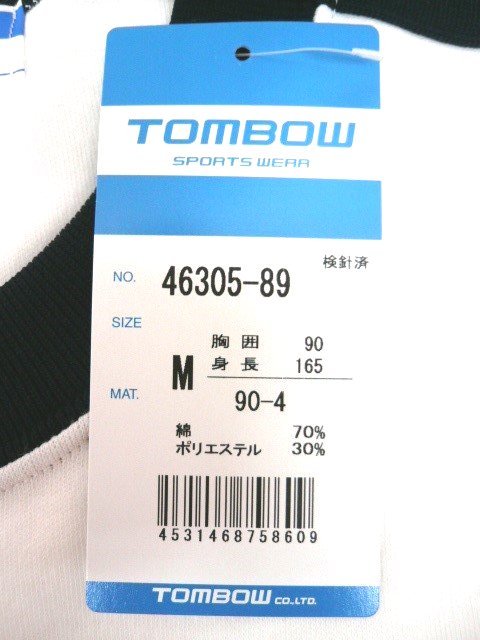 TOMBOW
SPORTS WEAR
検針済
NO. 46305-89
SIZE
M 胸囲 90
身長 165
MAT. 90-4
綿 70%
ポリエステル 30%
4531468758609
TOMBOW CO.,LTD.